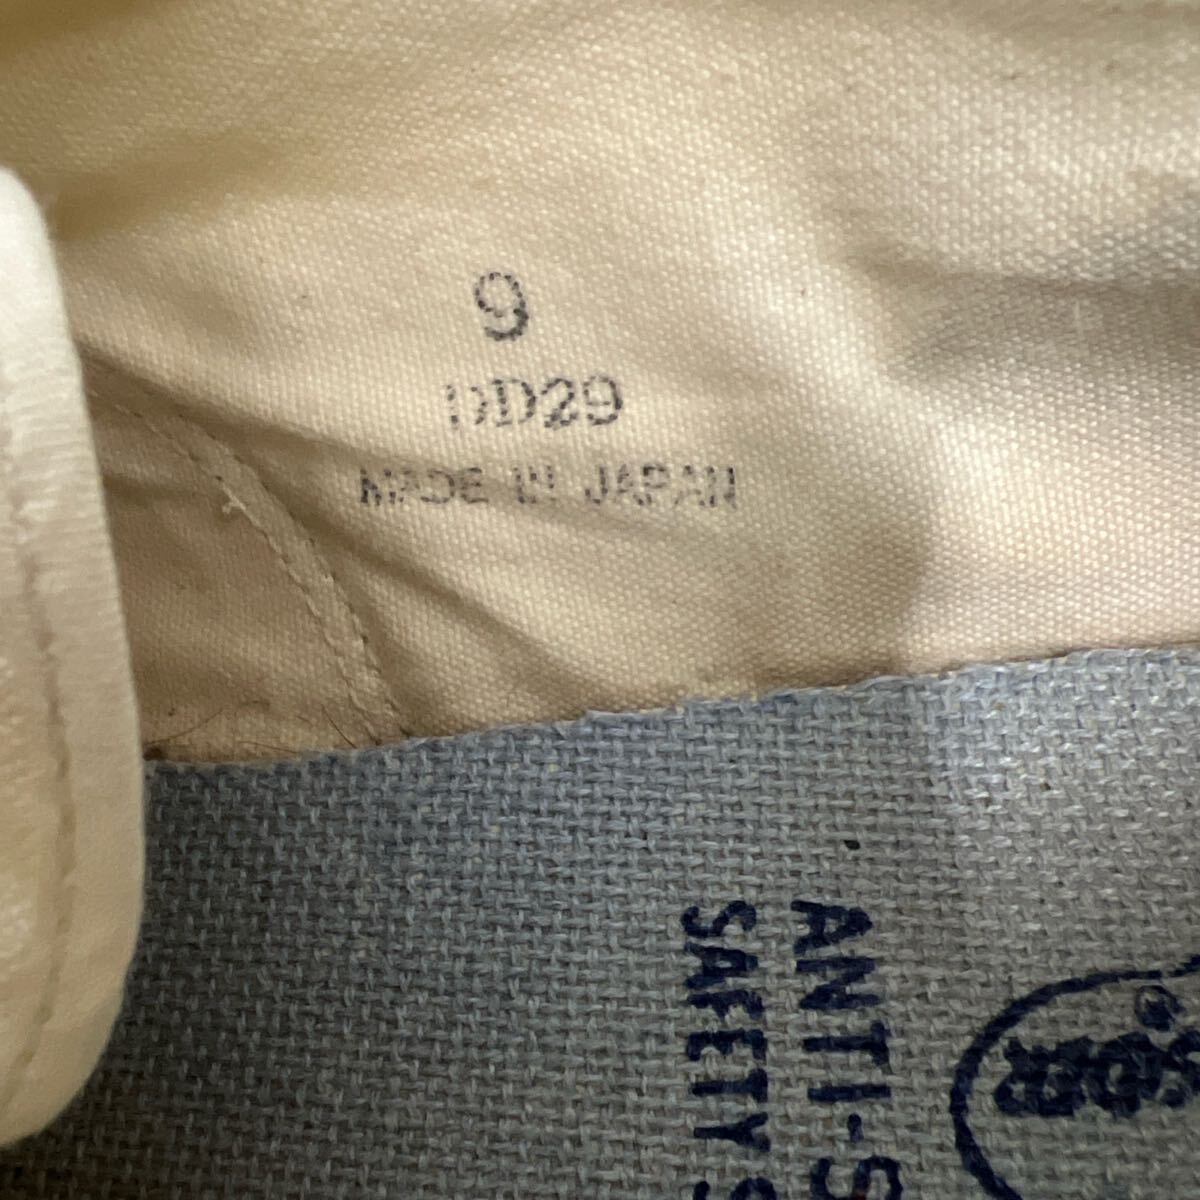 9
DD29
MADE IN JAPAN
ANTI-S
SAFETY S